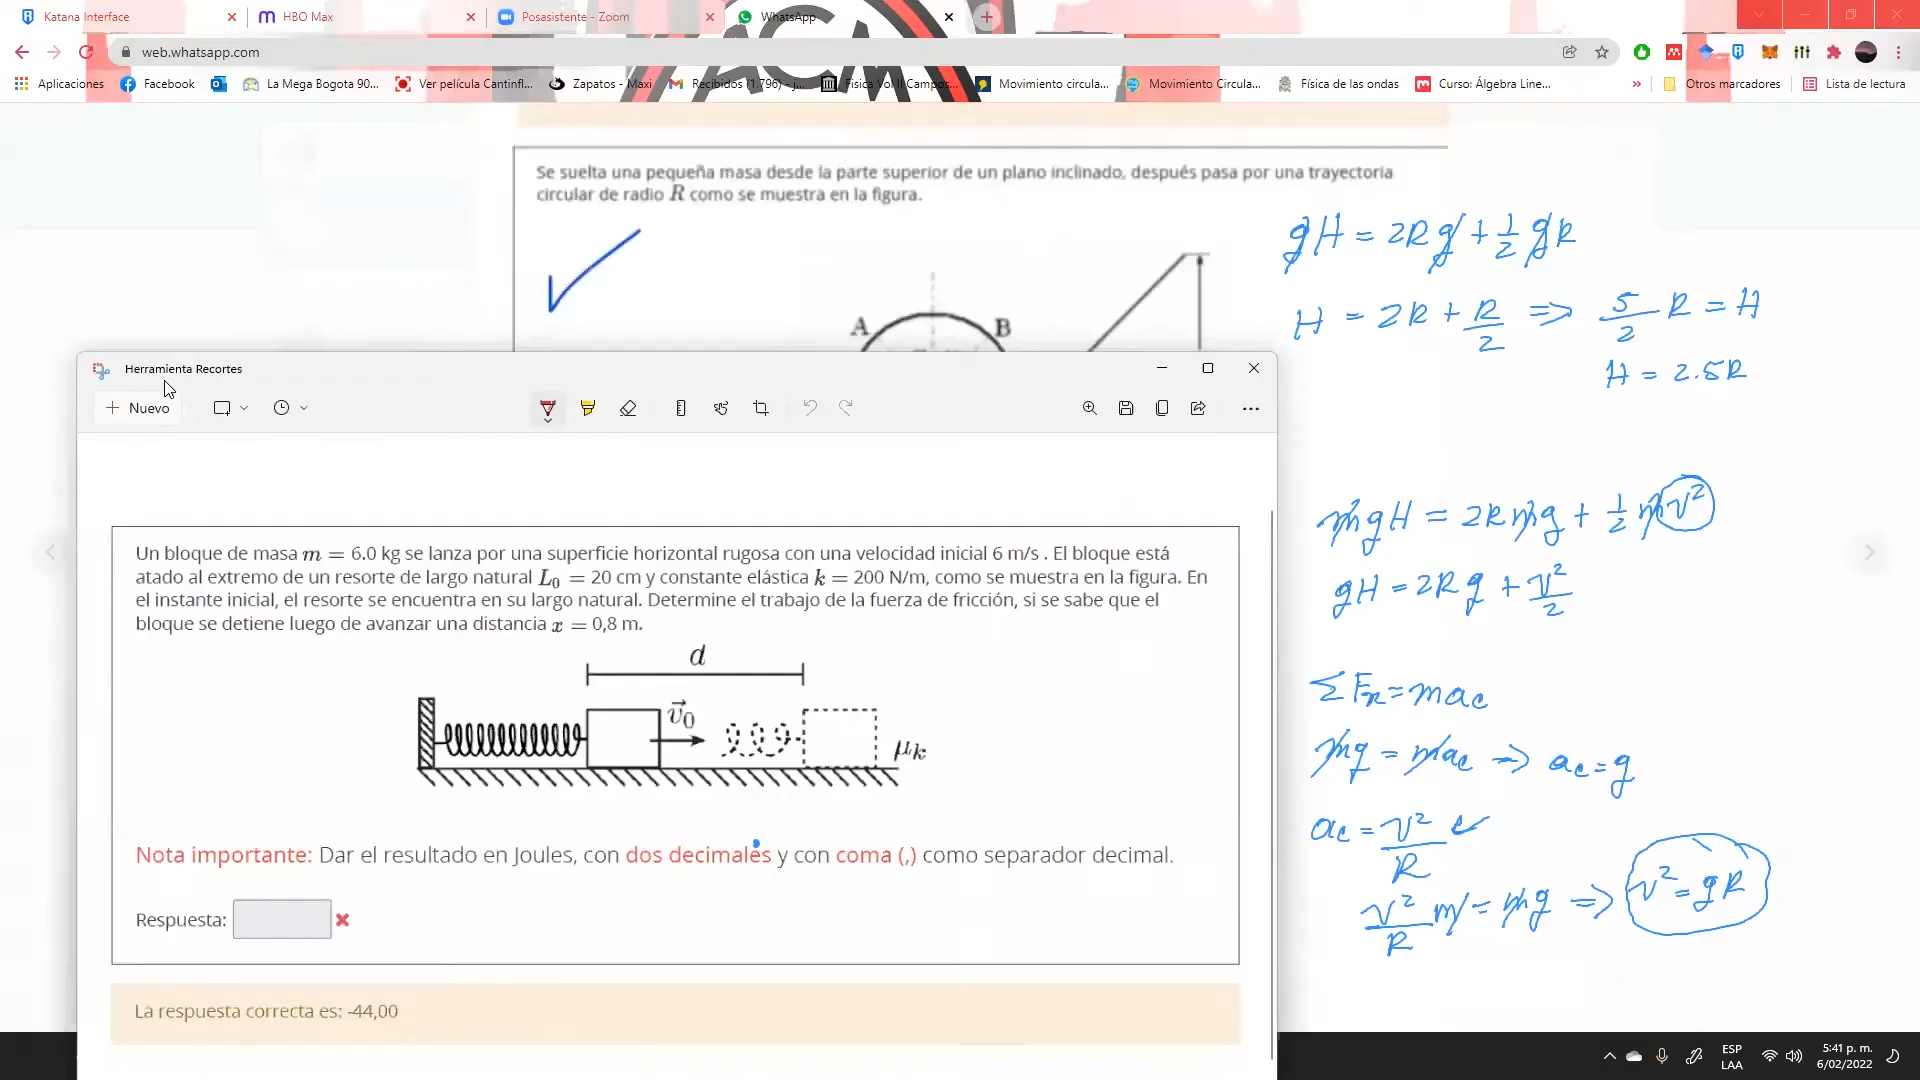 Katana Interface
HBO Max
Posasistente - Zoom
WhatsApp
web.whatsapp.com
Aplicaciones
Facebook
La Mega Bogota 90...
Ver película Cantinfl...
Zapatos - Maxi
Recibidos (1.796) - j...
Física Vol II Campos...
Movimiento circula...
Movimiento Circula...
Física de las ondas
Curso: Álgebra Line...
»
Otros marcadores
Lista de lectura
Se suelta una pequeña masa desde la parte superior de un plano inclinado, después pasa por una trayectoria
circular de radio R como se muestra en la figura.
A
B
gH = 2Rg + 1/2 gR
H = 2R + R/2 => 5/2 R = H
H = 2.5R
Herramienta Recortes
Nuevo
mgH = 2Rmg + 1/2 mv²
gH = 2Rg + v²/2
ΣFr = mac
mg = mac → ac = g
ac = v²/R
v²/R m = mg => v² = gR
Un bloque de masa m = 6.0 kg se lanza por una superficie horizontal rugosa con una velocidad inicial 6 m/s . El bloque está
atado al extremo de un resorte de largo natural L₀ = 20 cm y constante elástica k = 200 N/m, como se muestra en la figura. En
el instante inicial, el resorte se encuentra en su largo natural. Determine el trabajo de la fuerza de fricción, si se sabe que el
bloque se detiene luego de avanzar una distancia x = 0,8 m.
d
v⃗₀
μk
Nota importante: Dar el resultado en Joules, con dos decimales y con coma (,) como separador decimal.
Respuesta:
La respuesta correcta es: -44,00
ESP
LAA
5:41 p. m.
6/02/2022